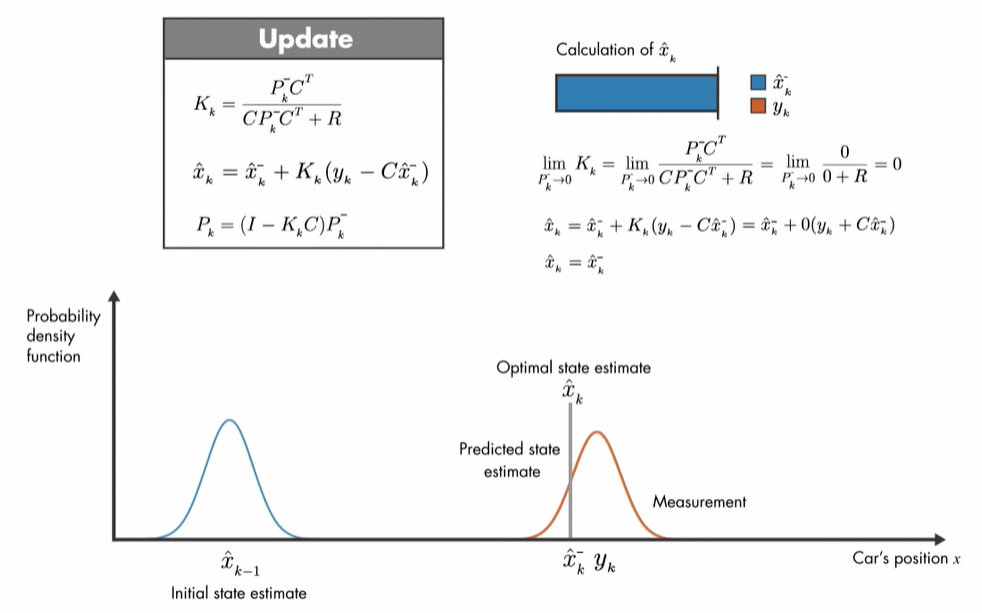 Update
K_k = P_k^- C^T / (C P_k^- C^T + R)
x̂_k = x̂_k^- + K_k (y_k − C x̂_k^-)
P_k = (I − K_k C) P_k^-
Calculation of x̂_k
x̂_k^-
y_k
lim_{P_k^-→0} K_k = lim_{P_k^-→0} P_k^- C^T / (C P_k^- C^T + R) = lim_{P_k^-→0} 0 / (0 + R) = 0
x̂_k = x̂_k^- + K_k (y_k − C x̂_k^-) = x̂_k^- + 0(y_k + C x̂_k^-)
x̂_k = x̂_k^-
Probability
density
function
Optimal state estimate
x̂_k
Predicted state
estimate
Measurement
x̂_{k−1}
Initial state estimate
x̂_k^- y_k
Car's position x